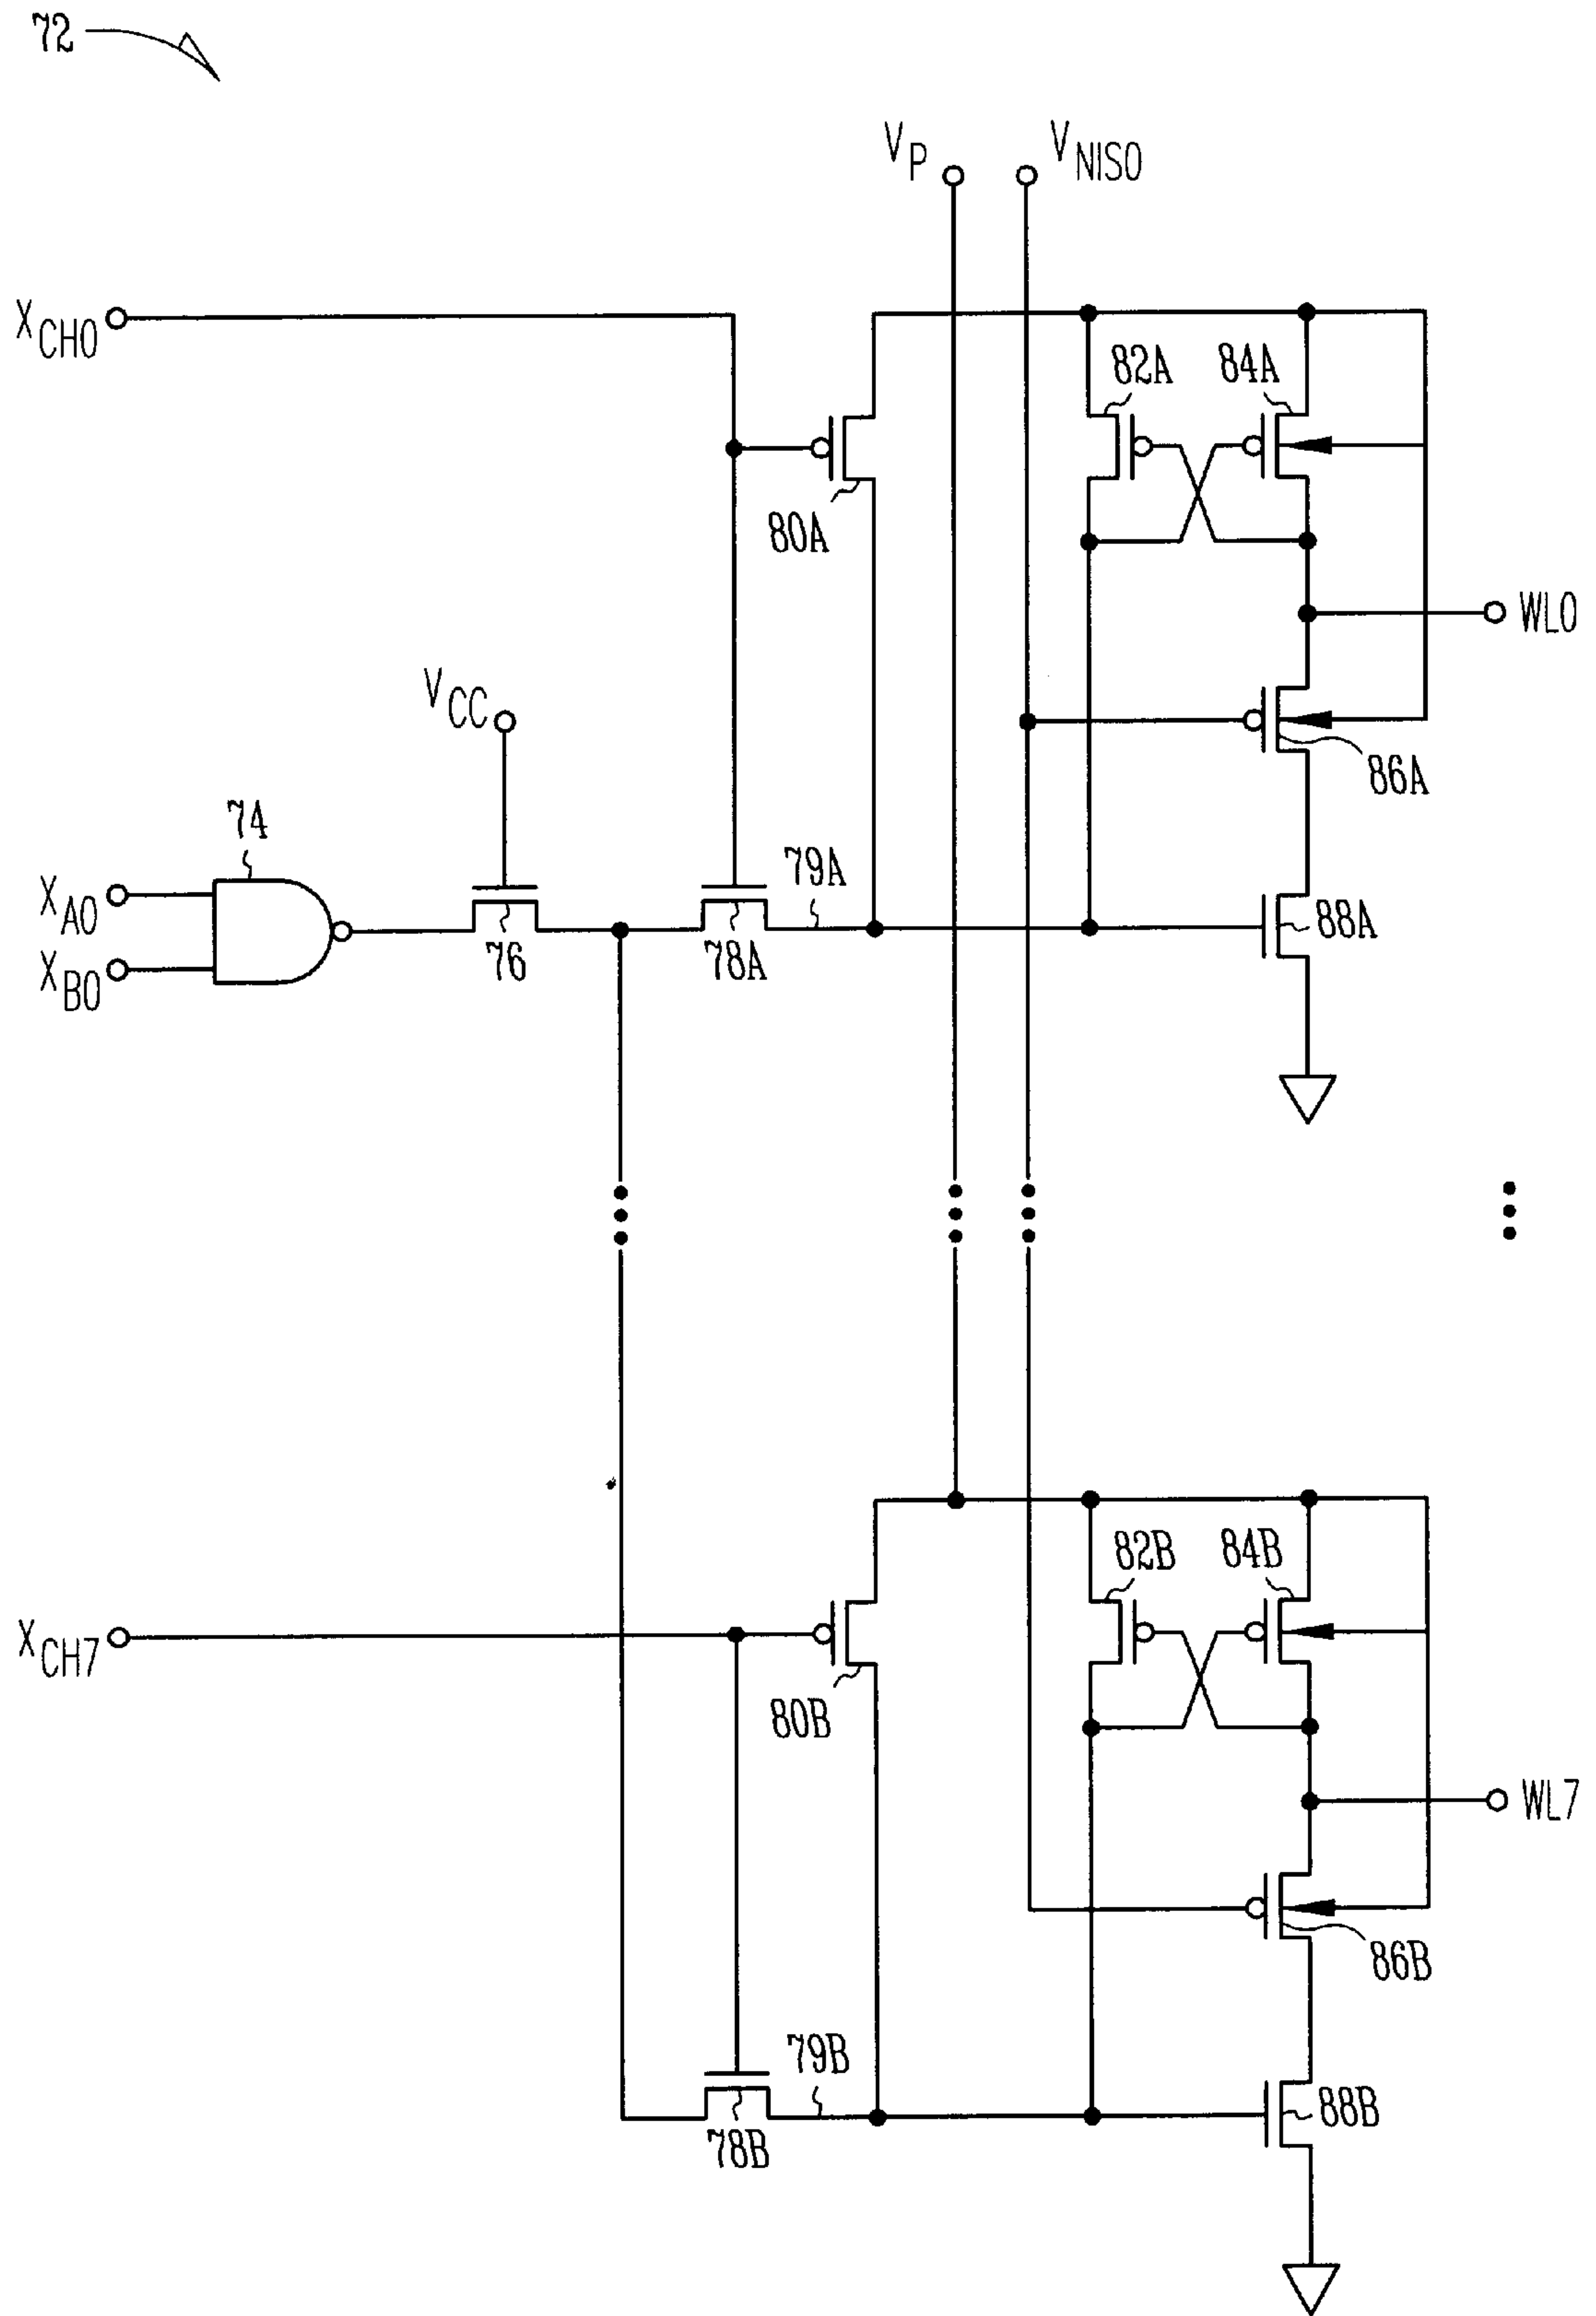 72
VP
VNISO
XCH0
82A
84A
80A
WL0
VCC
86A
74
79A
XA0
88A
76
78A
XB0
82B
84B
XCH7
80B
WL7
86B
79B
88B
78B